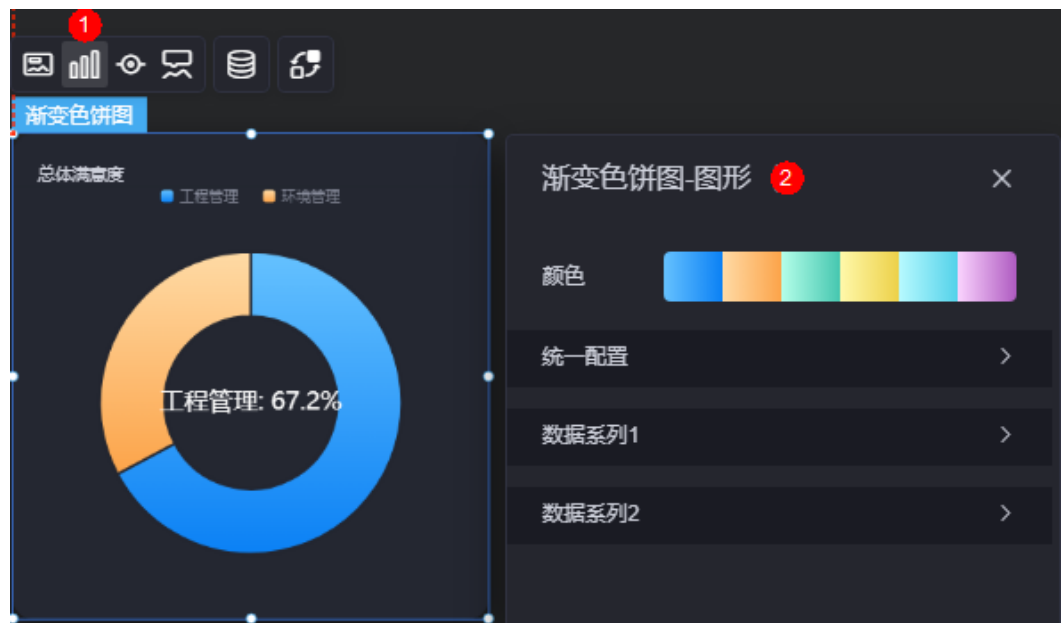 1
渐变色饼图
总体满意度
工程管理 环境管理
工程管理: 67.2%
渐变色饼图-图形 2
颜色
统一配置
数据系列1
数据系列2